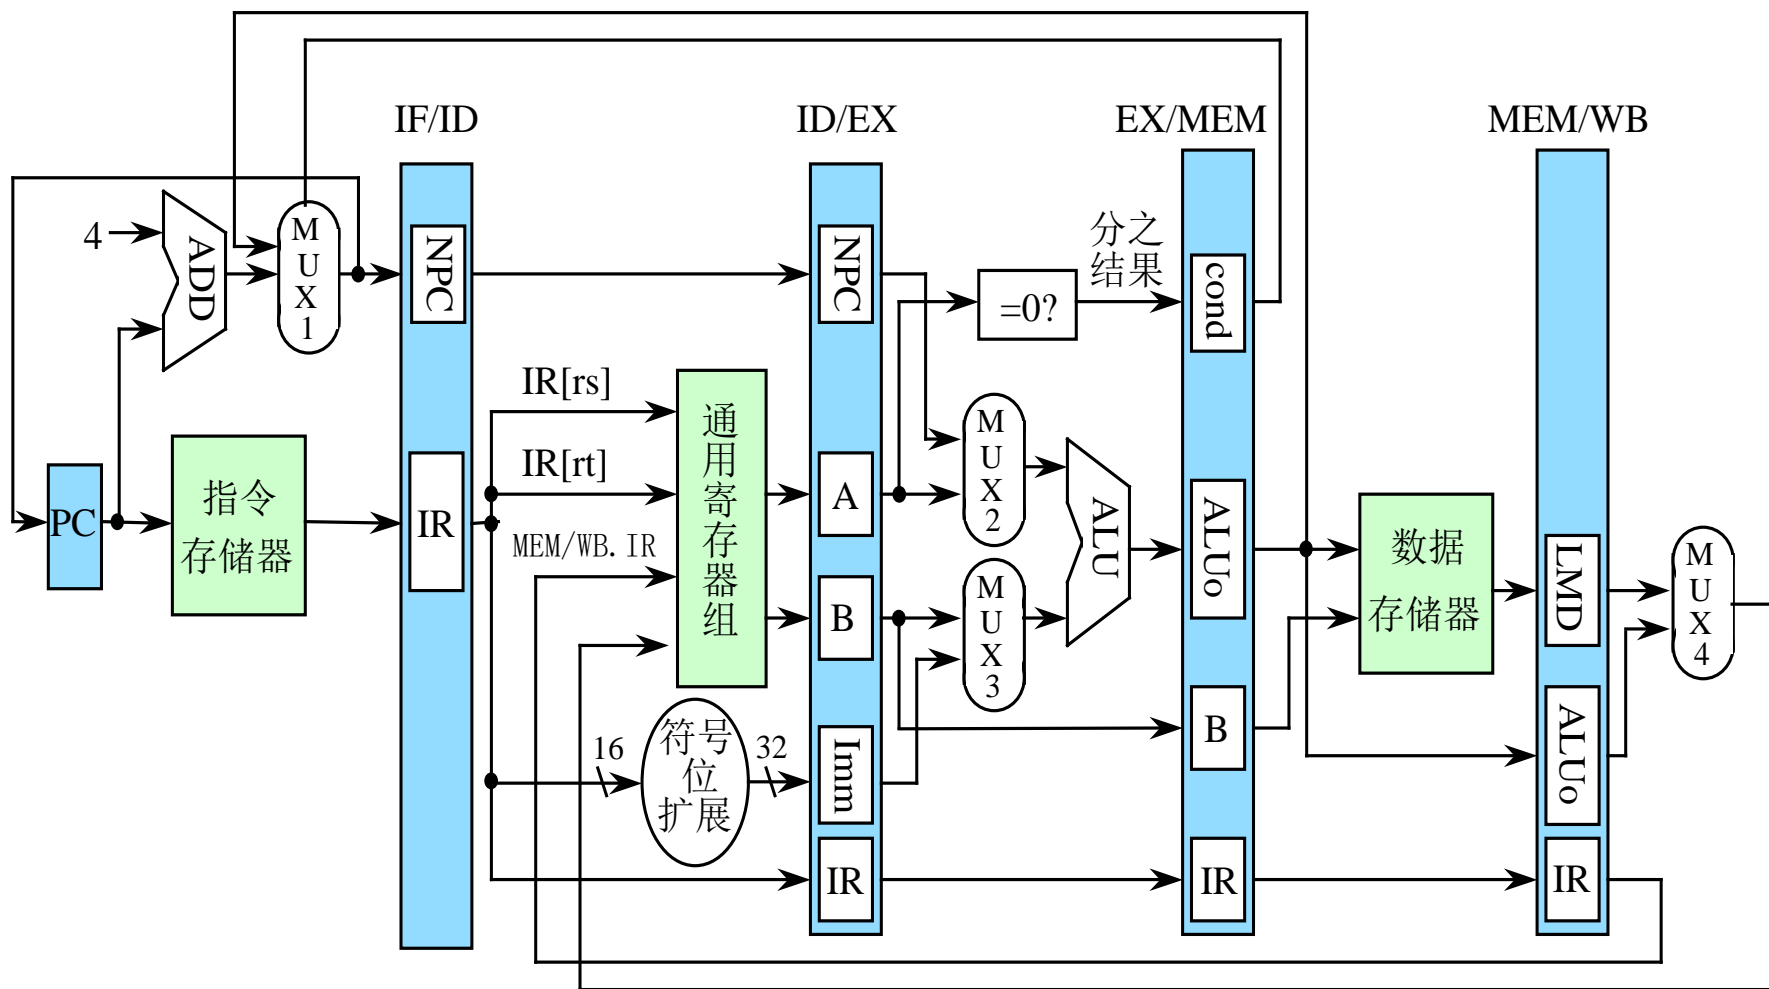 IF/ID
ID/EX
EX/MEM
MEM/WB
4
ADD
MUX1
NPC
NPC
=0?
分之
结果
cond
IR[rs]
IR[rt]
MEM/WB.IR
PC
指令
存储器
IR
通用寄存器组
A
B
MUX2
MUX3
ALU
ALUo
B
数据
存储器
LMD
ALUo
MUX4
16
符号
位
扩展
32
Imm
IR
IR
IR